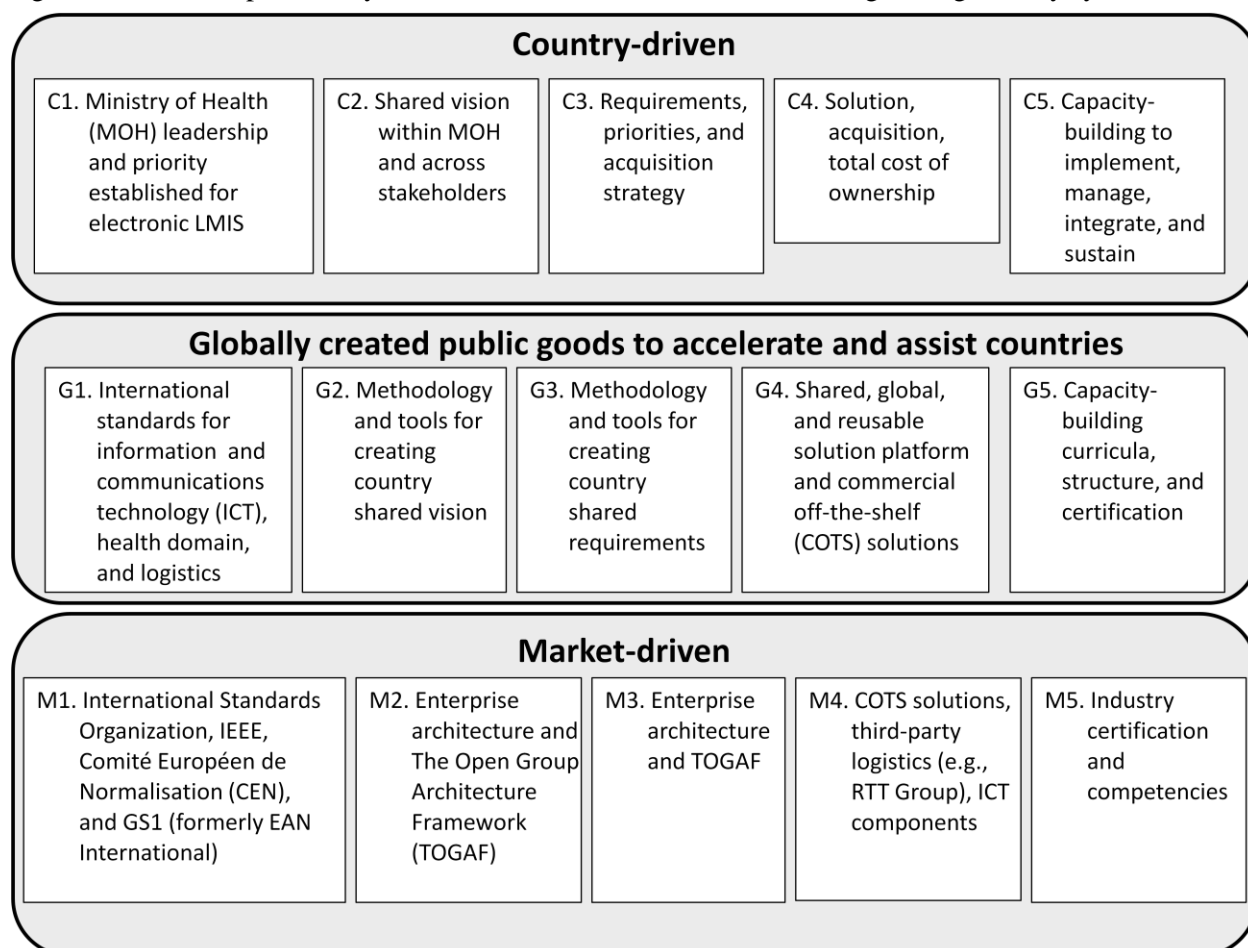 Country-driven
C1. Ministry of Health
(MOH) leadership
and priority
established for
electronic LMIS
C2. Shared vision
within MOH
and across
stakeholders
C3. Requirements,
priorities, and
acquisition
strategy
C4. Solution,
acquisition,
total cost of
ownership
C5. Capacity-
building to
implement,
manage,
integrate, and
sustain
Globally created public goods to accelerate and assist countries
G1. International
standards for
information and
communications
technology (ICT),
health domain,
and logistics
G2. Methodology
and tools for
creating
country
shared vision
G3. Methodology
and tools for
creating
country
shared
requirements
G4. Shared, global,
and reusable
solution platform
and commercial
off-the-shelf
(COTS) solutions
G5. Capacity-
building
curricula,
structure, and
certification
Market-driven
M1. International Standards
Organization, IEEE,
Comité Européen de
Normalisation (CEN),
and GS1 (formerly EAN
International)
M2. Enterprise
architecture and
The Open Group
Architecture
Framework
(TOGAF)
M3. Enterprise
architecture
and TOGAF
M4. COTS solutions,
third-party
logistics (e.g.,
RTT Group), ICT
components
M5. Industry
certification
and
competencies